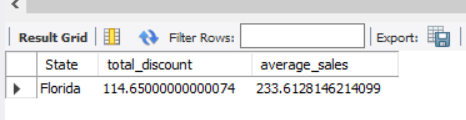 Result Grid Filter Rows: Export:
State total_discount average_sales
Florida 114.65000000000074 233.6128146214099